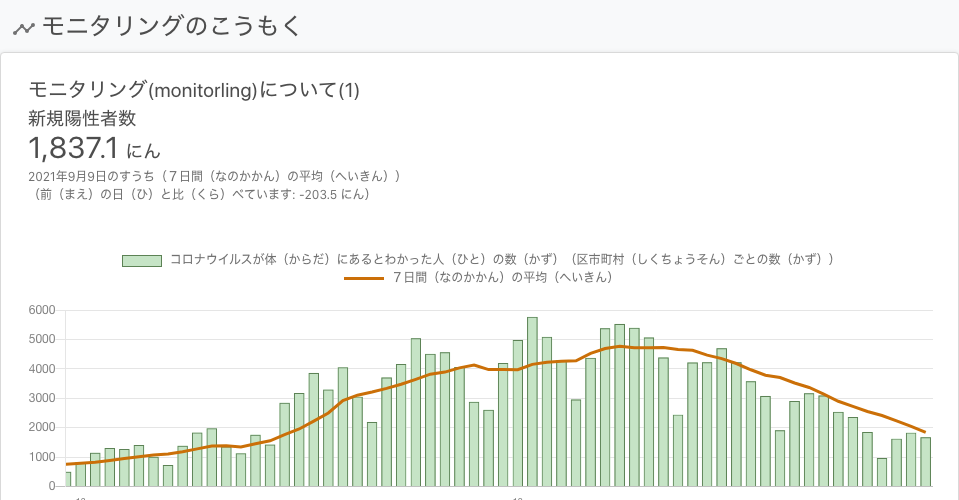 モニタリングのこうもく
モニタリング(monitorling)について(1)
新規陽性者数
1,837.1 にん
2021年9月9日のすうち（７日間（なのかかん）の平均（へいきん））
（前（まえ）の日（ひ）と比（くら）べています: -203.5 にん）
コロナウイルスが体（からだ）にあるとわかった人（ひと）の数（かず）（区市町村（しくちょうそん）ごとの数（かず））
７日間（なのかかん）の平均（へいきん）
6000
5000
4000
3000
2000
1000
0